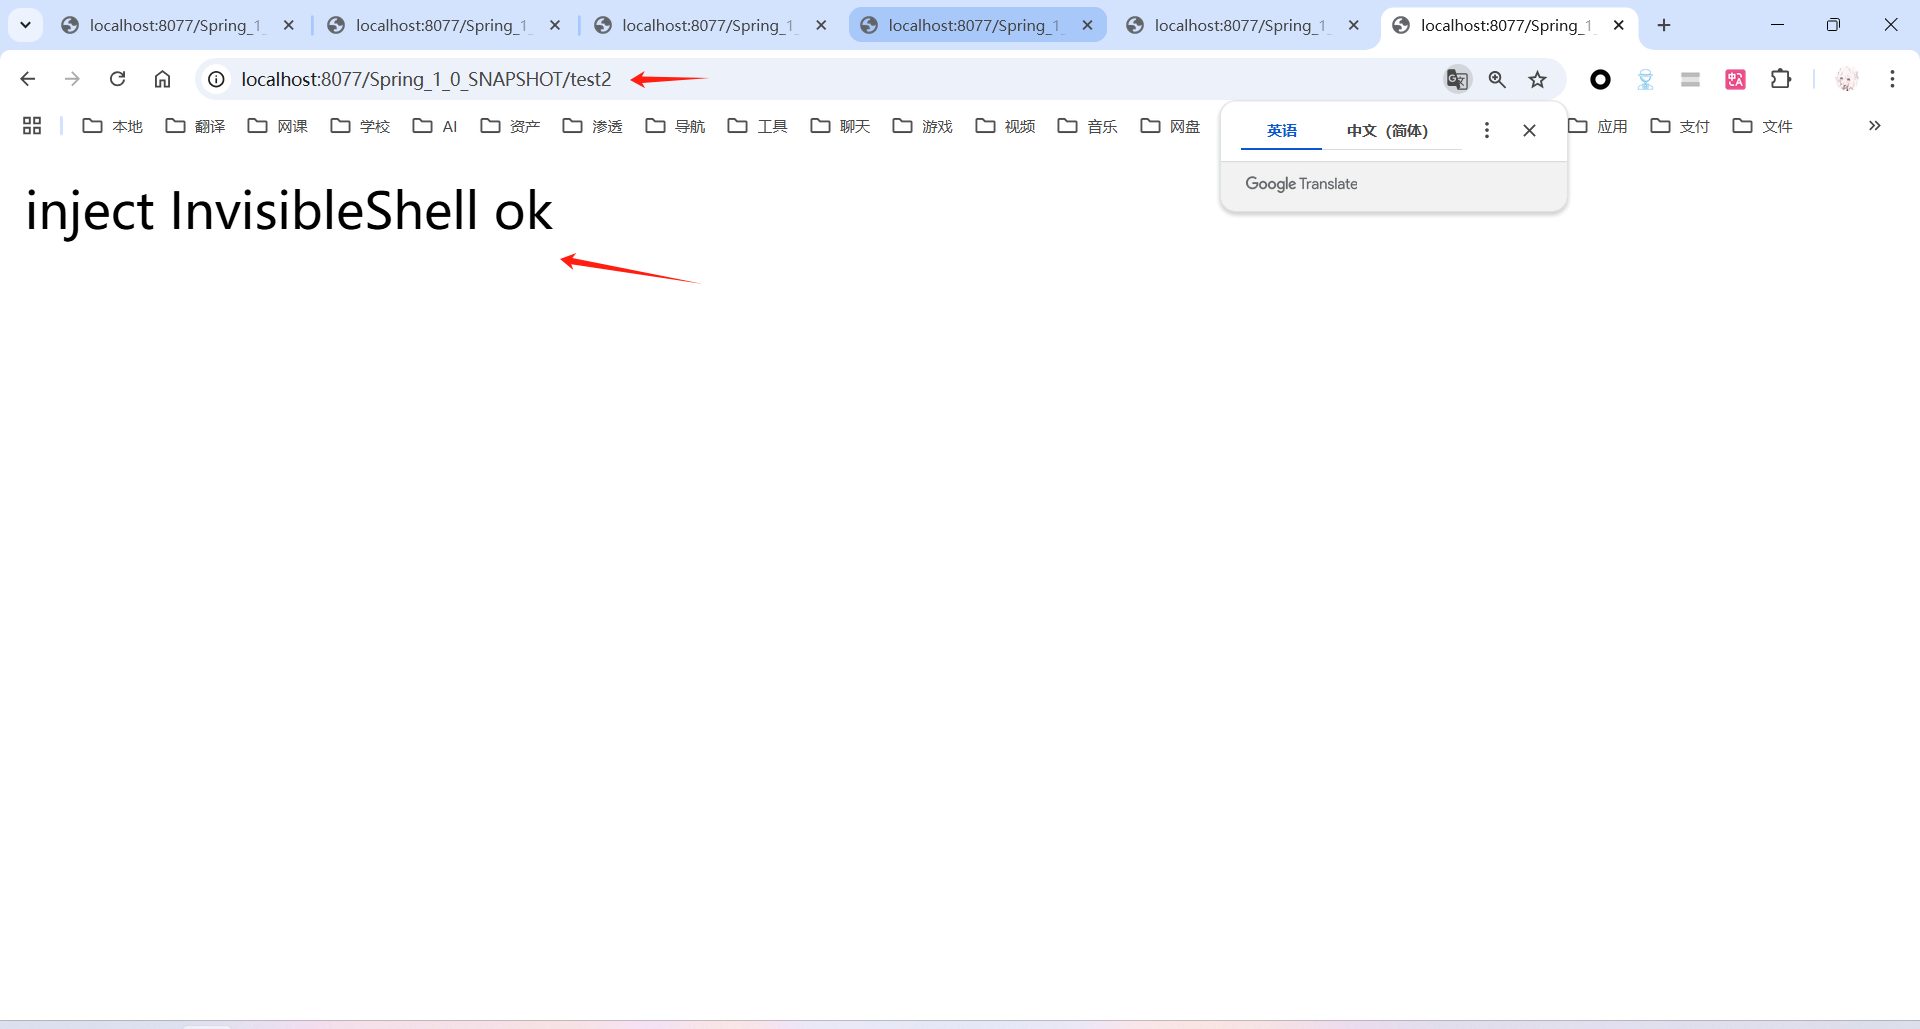 localhost:8077/Spring_1_ localhost:8077/Spring_1_ localhost:8077/Spring_1_ localhost:8077/Spring_1_ localhost:8077/Spring_1_ localhost:8077/Spring_1_
localhost:8077/Spring_1_0_SNAPSHOT/test2
本地 翻译 网课 学校 AI 资产 渗透 导航 工具 聊天 游戏 视频 音乐 网盘 应用 支付 文件
英语 中文（简体）
Google Translate
inject InvisibleShell ok